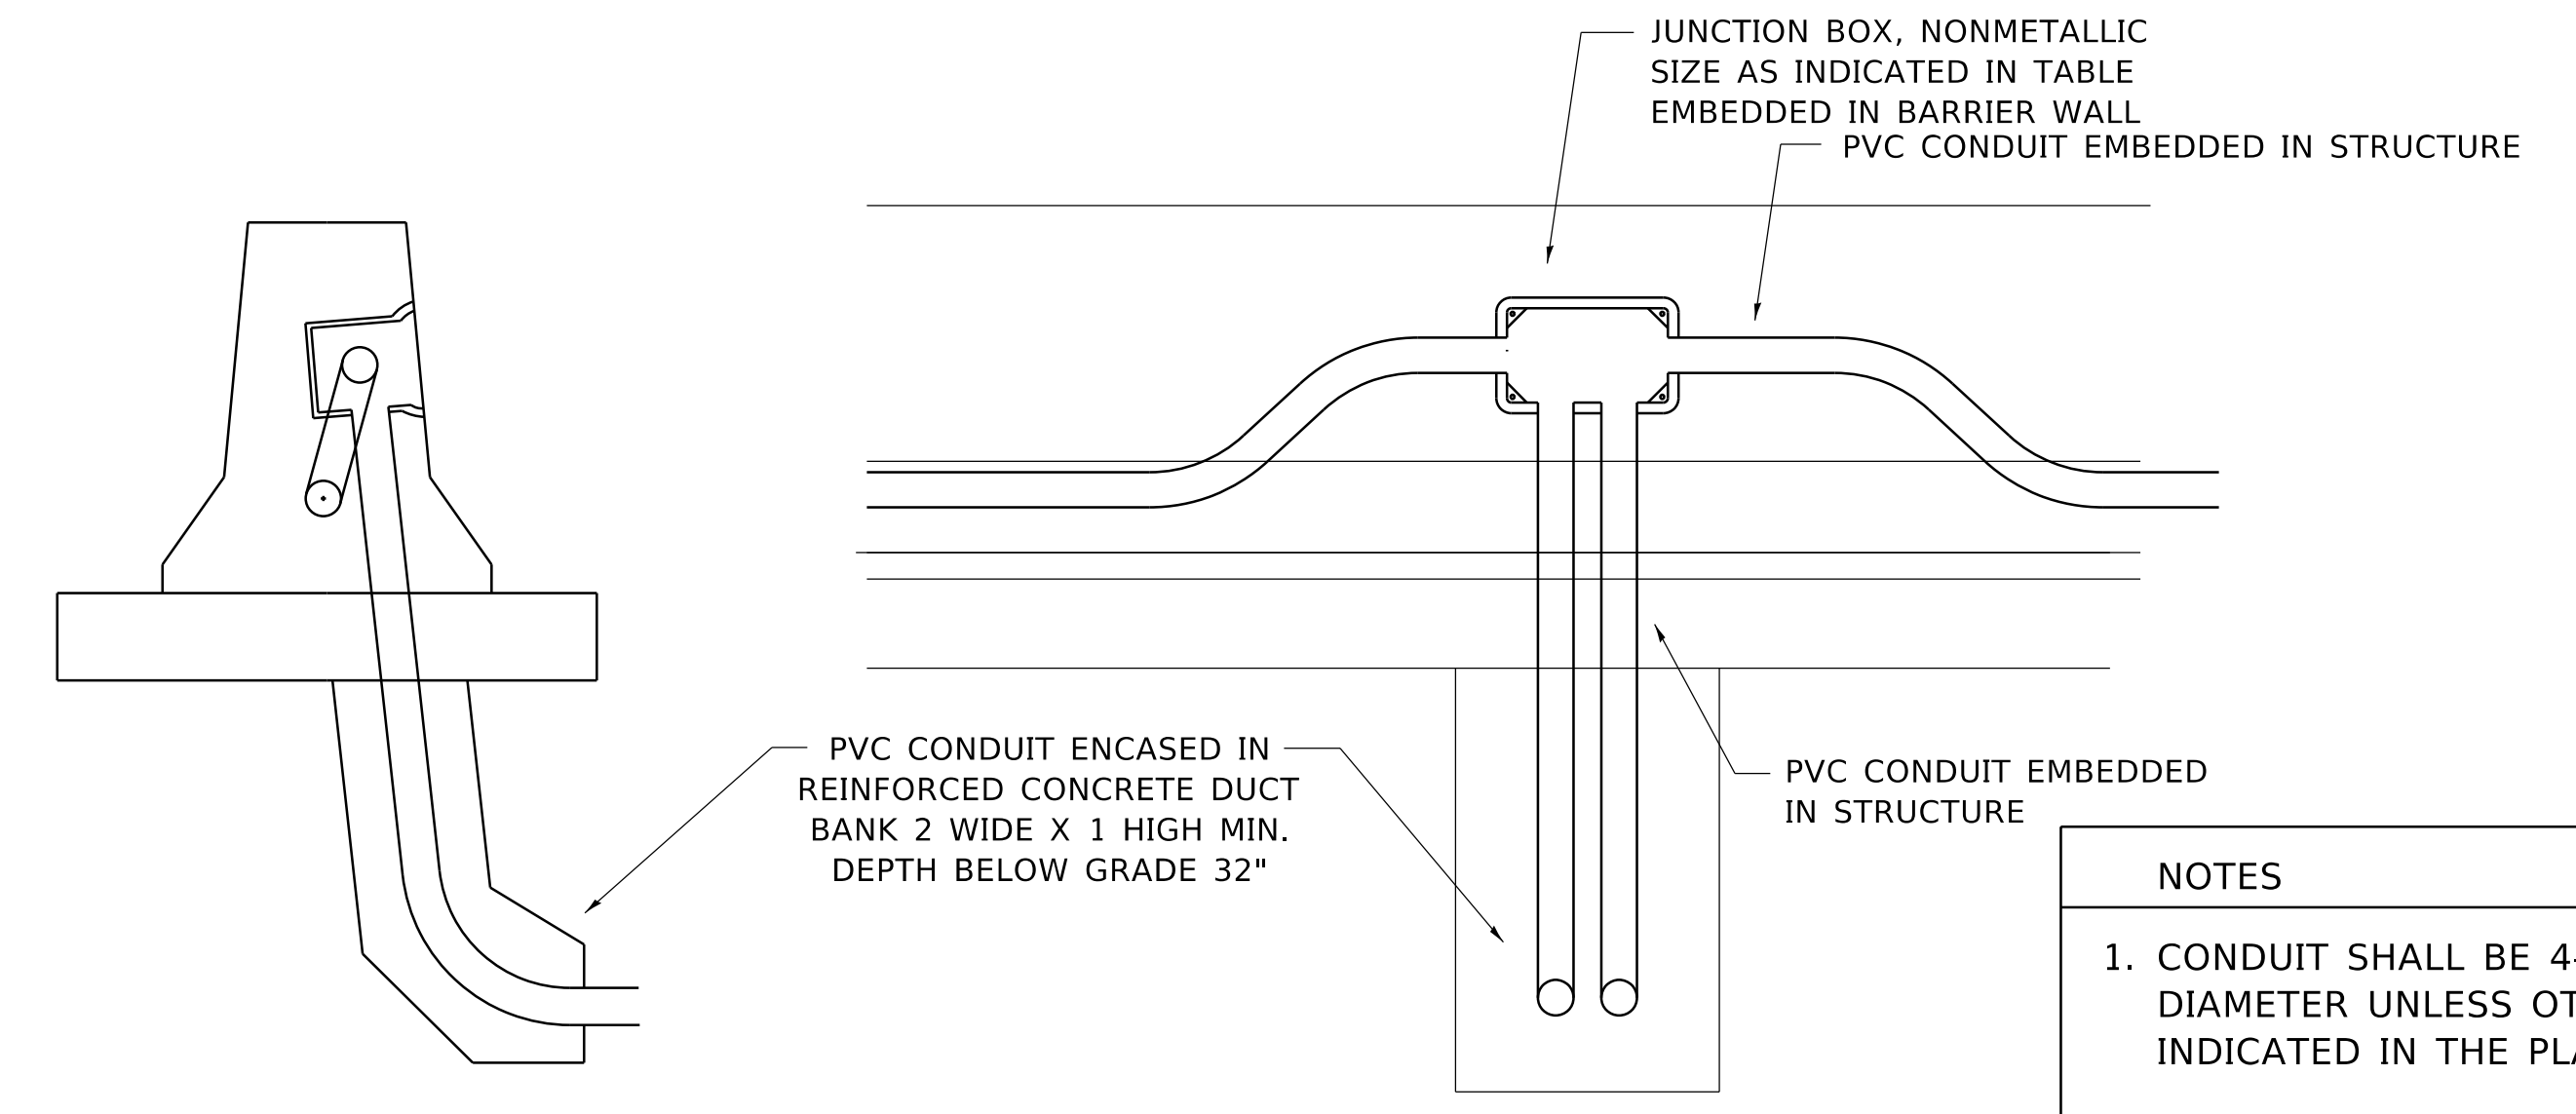 JUNCTION BOX, NONMETALLIC
SIZE AS INDICATED IN TABLE
EMBEDDED IN BARRIER WALL
PVC CONDUIT EMBEDDED IN STRUCTURE
PVC CONDUIT ENCASED IN
REINFORCED CONCRETE DUCT
BANK 2 WIDE X 1 HIGH MIN.
DEPTH BELOW GRADE 32"
PVC CONDUIT EMBEDDED
IN STRUCTURE
NOTES
1. CONDUIT SHALL BE 4-
DIAMETER UNLESS
INDICATED IN THE